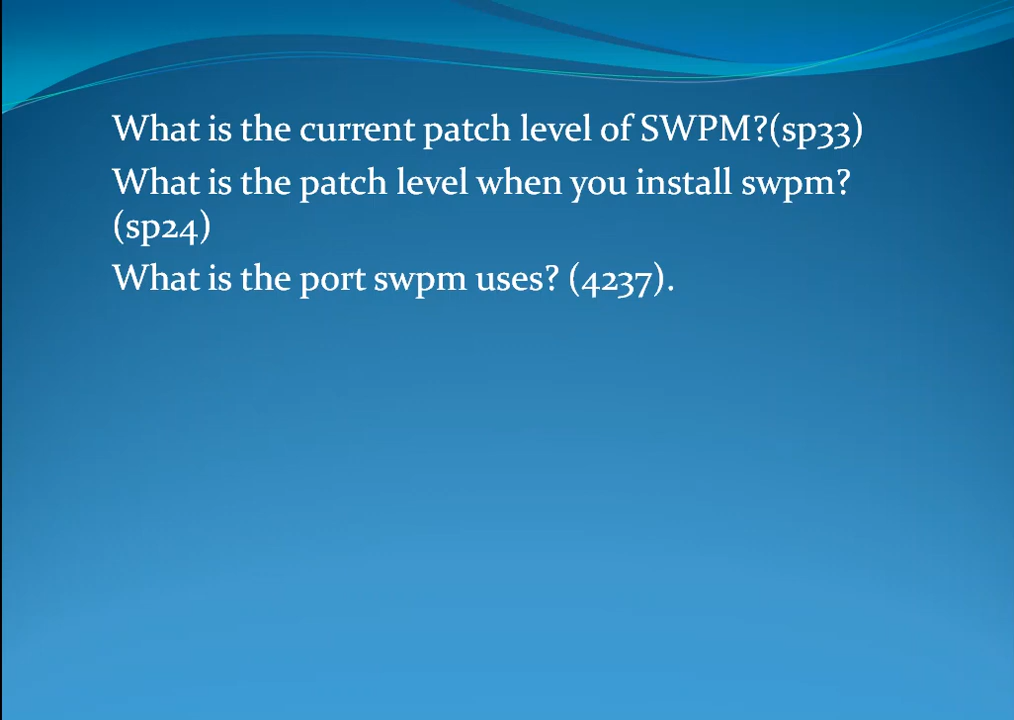 What is the current patch level of SWPM?(sp33)
What is the patch level when you install swpm?
(sp24)
What is the port swpm uses? (4237).